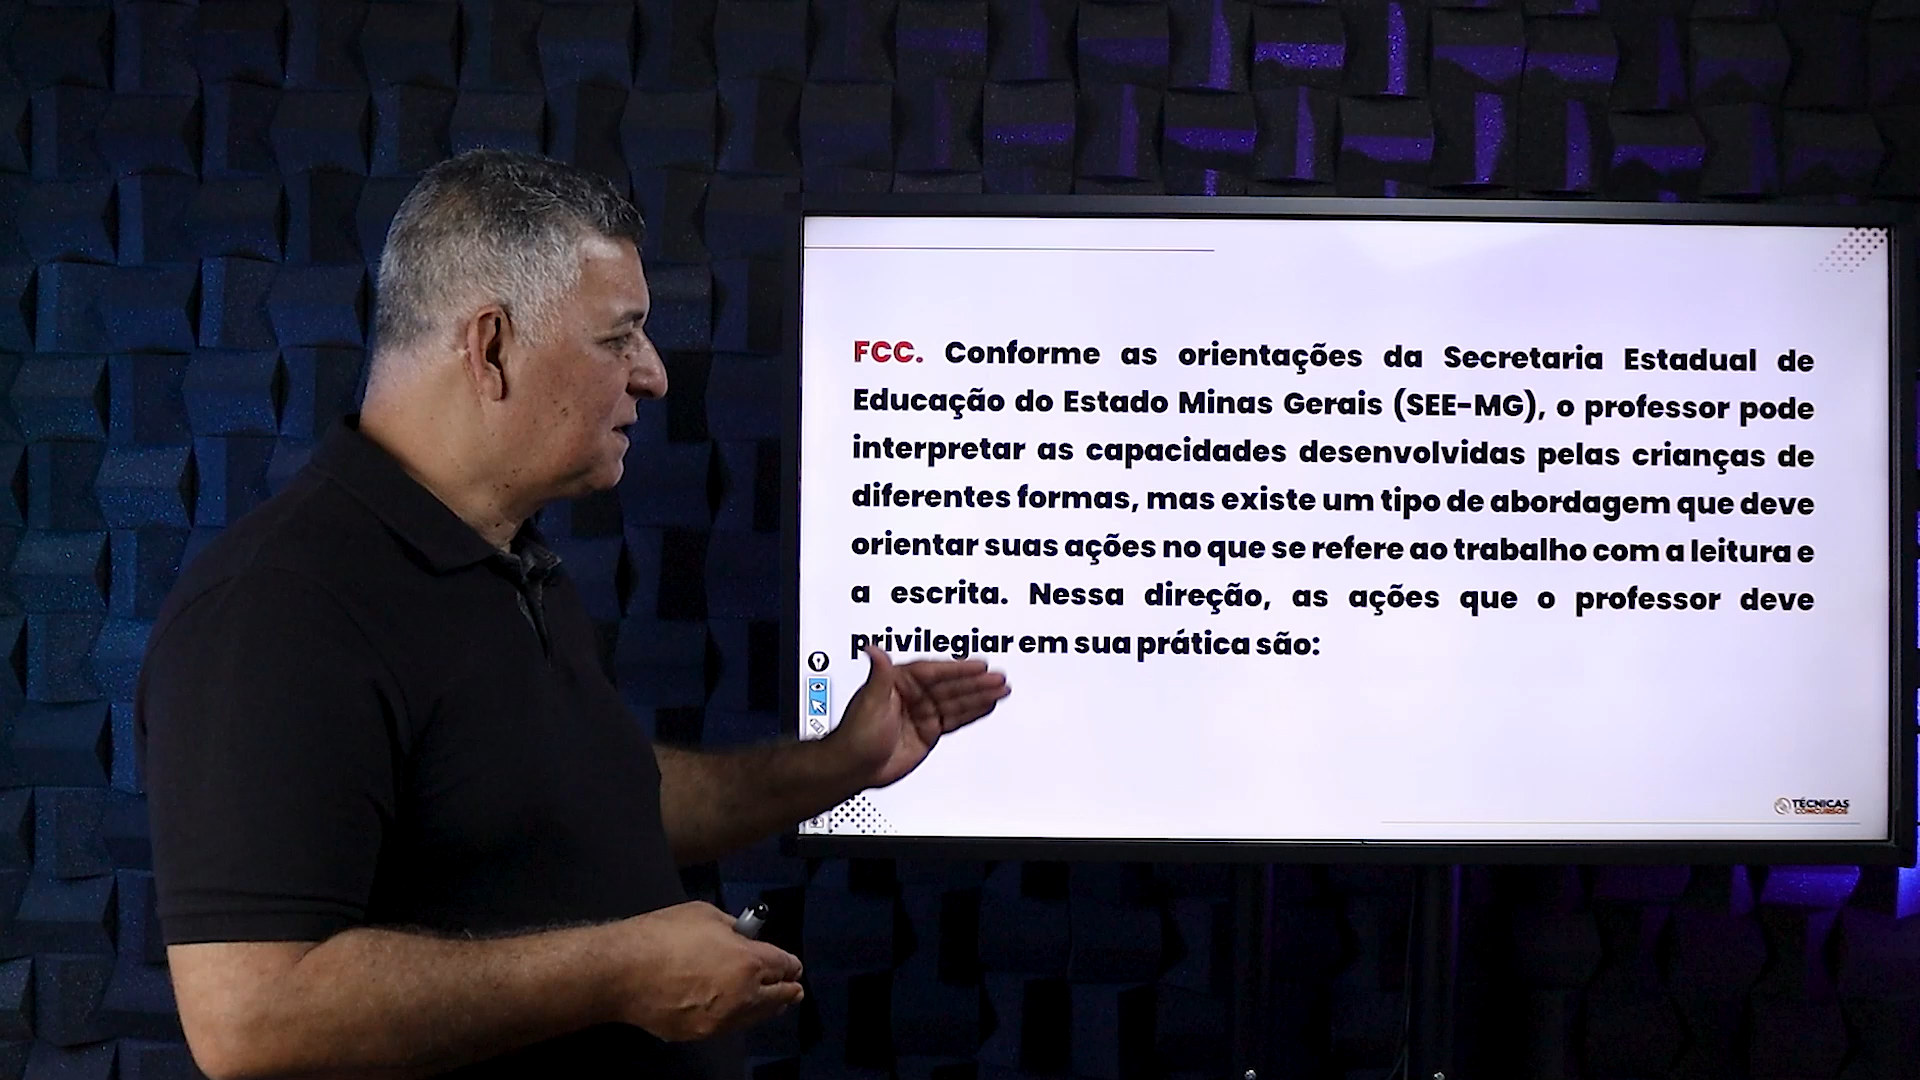 FCC. Conforme as orientações da Secretaria Estadual de
Educação do Estado Minas Gerais (SEE-MG), o professor pode
interpretar as capacidades desenvolvidas pelas crianças de
diferentes formas, mas existe um tipo de abordagem que deve
orientar suas ações no que se refere ao trabalho com a leitura e
a escrita. Nessa direção, as ações que o professor deve
privilegiar em sua prática são:
TÉCNICAS
CONCURSOS